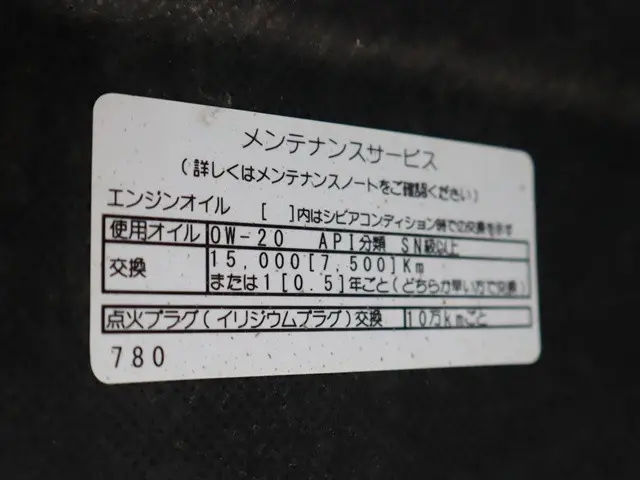 メンテナンスサービス
(詳しくはメンテナンスノートをご確認ください)
エンジンオイル [ ]内はシビアコンディション時での交換を示す
使用オイル 0W-20 API分類 SN級以上
交換 15,000[7,500]Km
または1[0.5]年ごと(どちらか早い方で交換)
点火プラグ(イリジウムプラグ)交換 10万kmごと
780